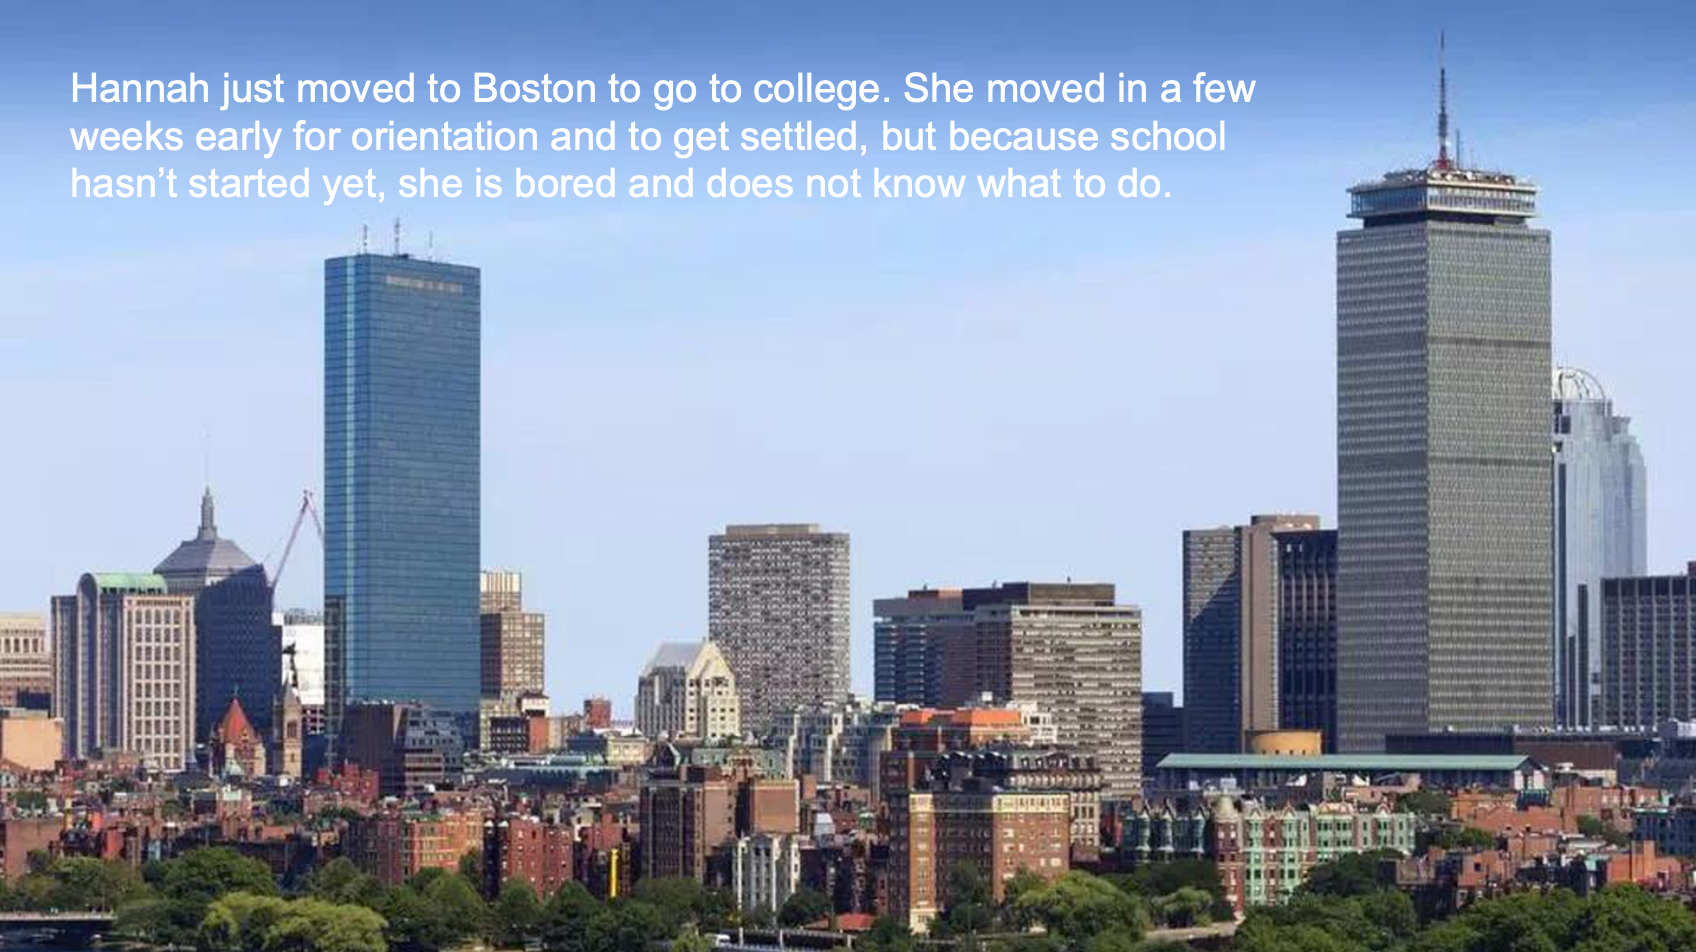 Hannah just moved to Boston to go to college. She moved in a few
weeks early for orientation and to get settled, but because school
hasn’t started yet, she is bored and does not know what to do.